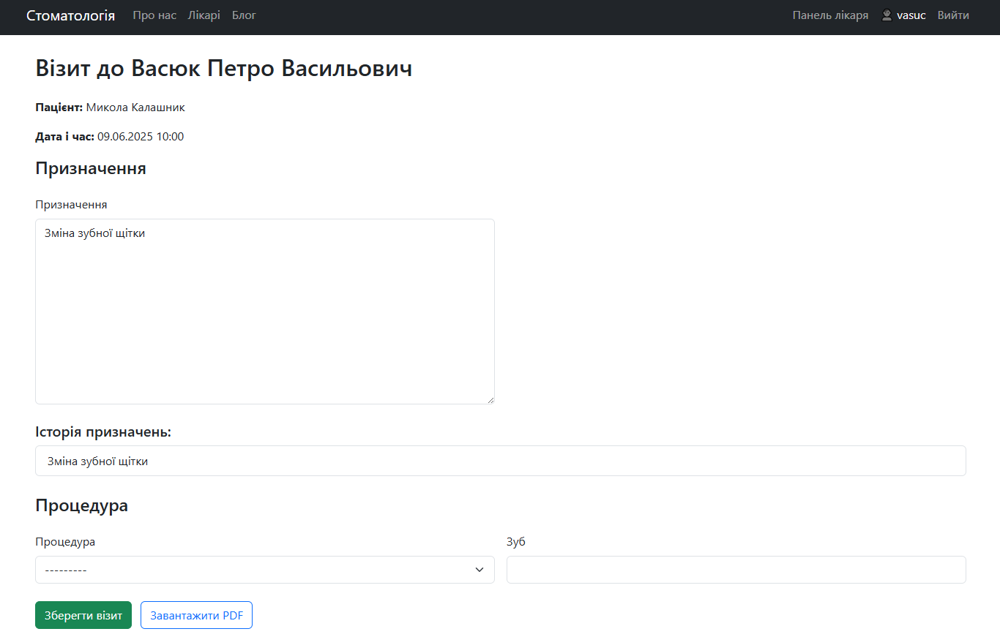 Стоматологія Про нас Лікарі Блог Панель лікаря vasuc Вийти
Візит до Васюк Петро Васильович
Пацієнт: Микола Калашник
Дата і час: 09.06.2025 10:00
Призначення
Призначення
Зміна зубної щітки
Історія призначень:
Зміна зубної щітки
Процедура
Процедура Зуб
---------
Зберегти візит Завантажити PDF